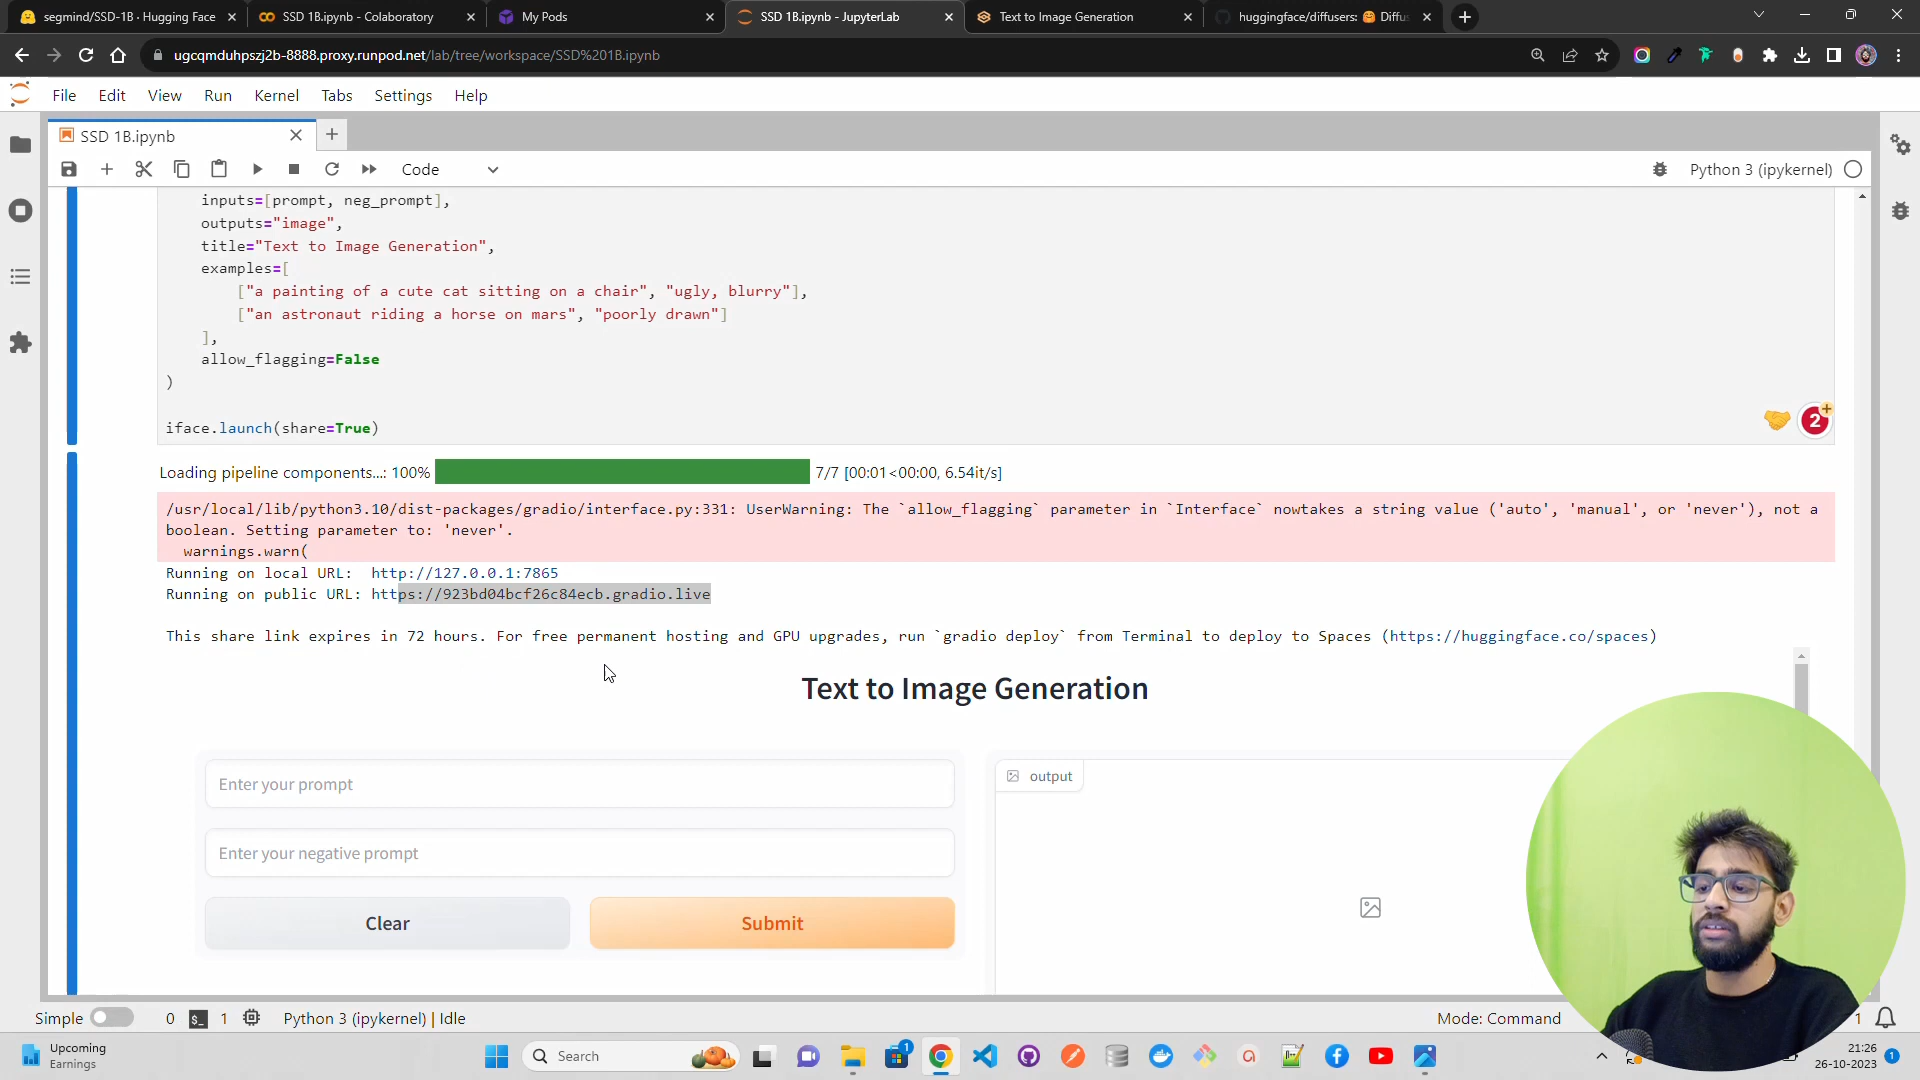 segmind/SSD-1B · Hugging Face
SSD 1B.ipynb - Colaboratory
My Pods
SSD 1B.ipynb - JupyterLab
Text to Image Generation
huggingface/diffusers: 🤗 Diffus
ugcqmduhpszj2b-8888.proxy.runpod.net/lab/tree/workspace/SSD%201B.ipynb
File Edit View Run Kernel Tabs Settings Help
SSD 1B.ipynb
Code
Python 3 (ipykernel)
inputs=[prompt, neg_prompt],
outputs="image",
title="Text to Image Generation",
examples=[
["a painting of a cute cat sitting on a chair", "ugly, blurry"],
["an astronaut riding a horse on mars", "poorly drawn"]
],
allow_flagging=False
)
iface.launch(share=True)
2
Loading pipeline components...: 100% 7/7 [00:01<00:00, 6.54it/s]
/usr/local/lib/python3.10/dist-packages/gradio/interface.py:331: UserWarning: The `allow_flagging` parameter in `Interface` nowtakes a string value ('auto', 'manual', or 'never'), not a
boolean. Setting parameter to: 'never'.
warnings.warn(
Running on local URL:  http://127.0.0.1:7865
Running on public URL: https://923bd04bcf26c84ecb.gradio.live
This share link expires in 72 hours. For free permanent hosting and GPU upgrades, run `gradio deploy` from Terminal to deploy to Spaces (https://huggingface.co/spaces)
Text to Image Generation
Enter your prompt
output
Enter your negative prompt
Clear
Submit
Simple 0 1 Python 3 (ipykernel) | Idle
Mode: Command
1
Upcoming
Earnings
Search
1
21:26
26-10-2023
1